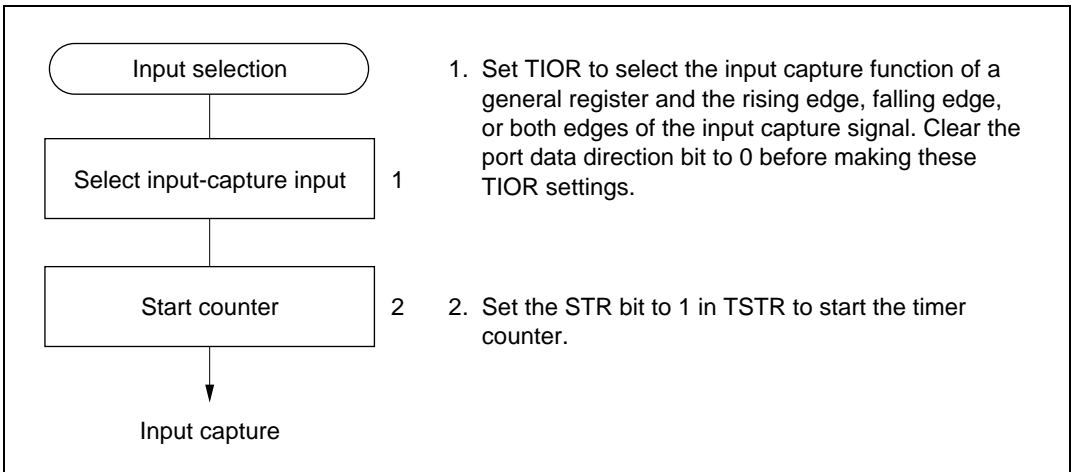 Input selection
Select input-capture input 1
Start counter 2
Input capture
1. Set TIOR to select the input capture function of a
general register and the rising edge, falling edge,
or both edges of the input capture signal. Clear the
port data direction bit to 0 before making these
TIOR settings.
2. Set the STR bit to 1 in TSTR to start the timer
counter.